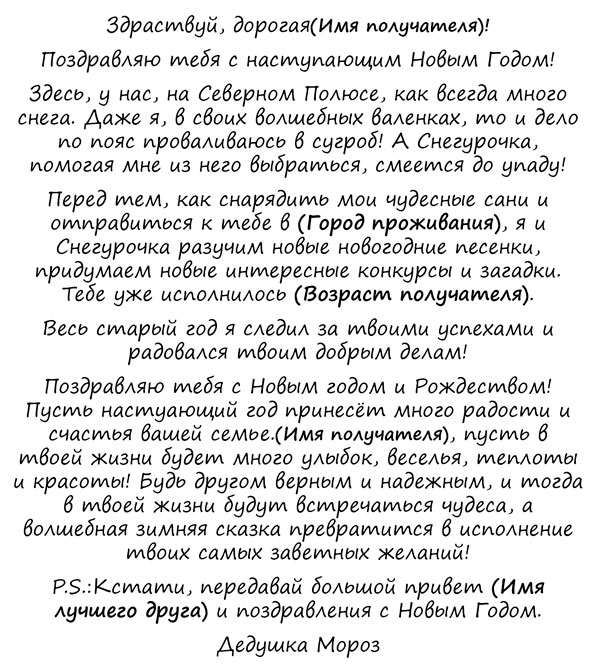 Здраствуй, дорогая(Имя получателя)!
Поздравляю тебя с наступающим Новым Годом!
Здесь, у нас, на Северном Полюсе, как всегда много
снега. Даже я, в своих волшебных валенках, то и дело
по пояс проваливаюсь в сугроб! А Снегурочка,
помогая мне из него выбраться, смеется до упаду!
Перед тем, как снарядить мои чудесные сани и
отправиться к тебе в (Город проживания), я и
Снегурочка разучим новые новогодние песенки,
придумаем новые интересные конкурсы и загадки.
Тебе уже исполнилось (Возраст получателя).
Весь старый год я следил за твоими успехами и
радовался твоим добрым делам!
Поздравляю тебя с Новым годом и Рождеством!
Пусть настуающий год принесёт много радости и
счастья вашей семье.(Имя получателя), пусть в
твоей жизни будет много улыбок, веселья, теплоты
и красоты! Будь другом верным и надежным, и тогда
в твоей жизни будут встречаться чудеса, а
волшебная зимняя сказка превратится в исполнение
твоих самых заветных желаний!
P.S.:Кстати, передавай большой привет (Имя
лучшего друга) и поздравления с Новым Годом.
Дедушка Мороз